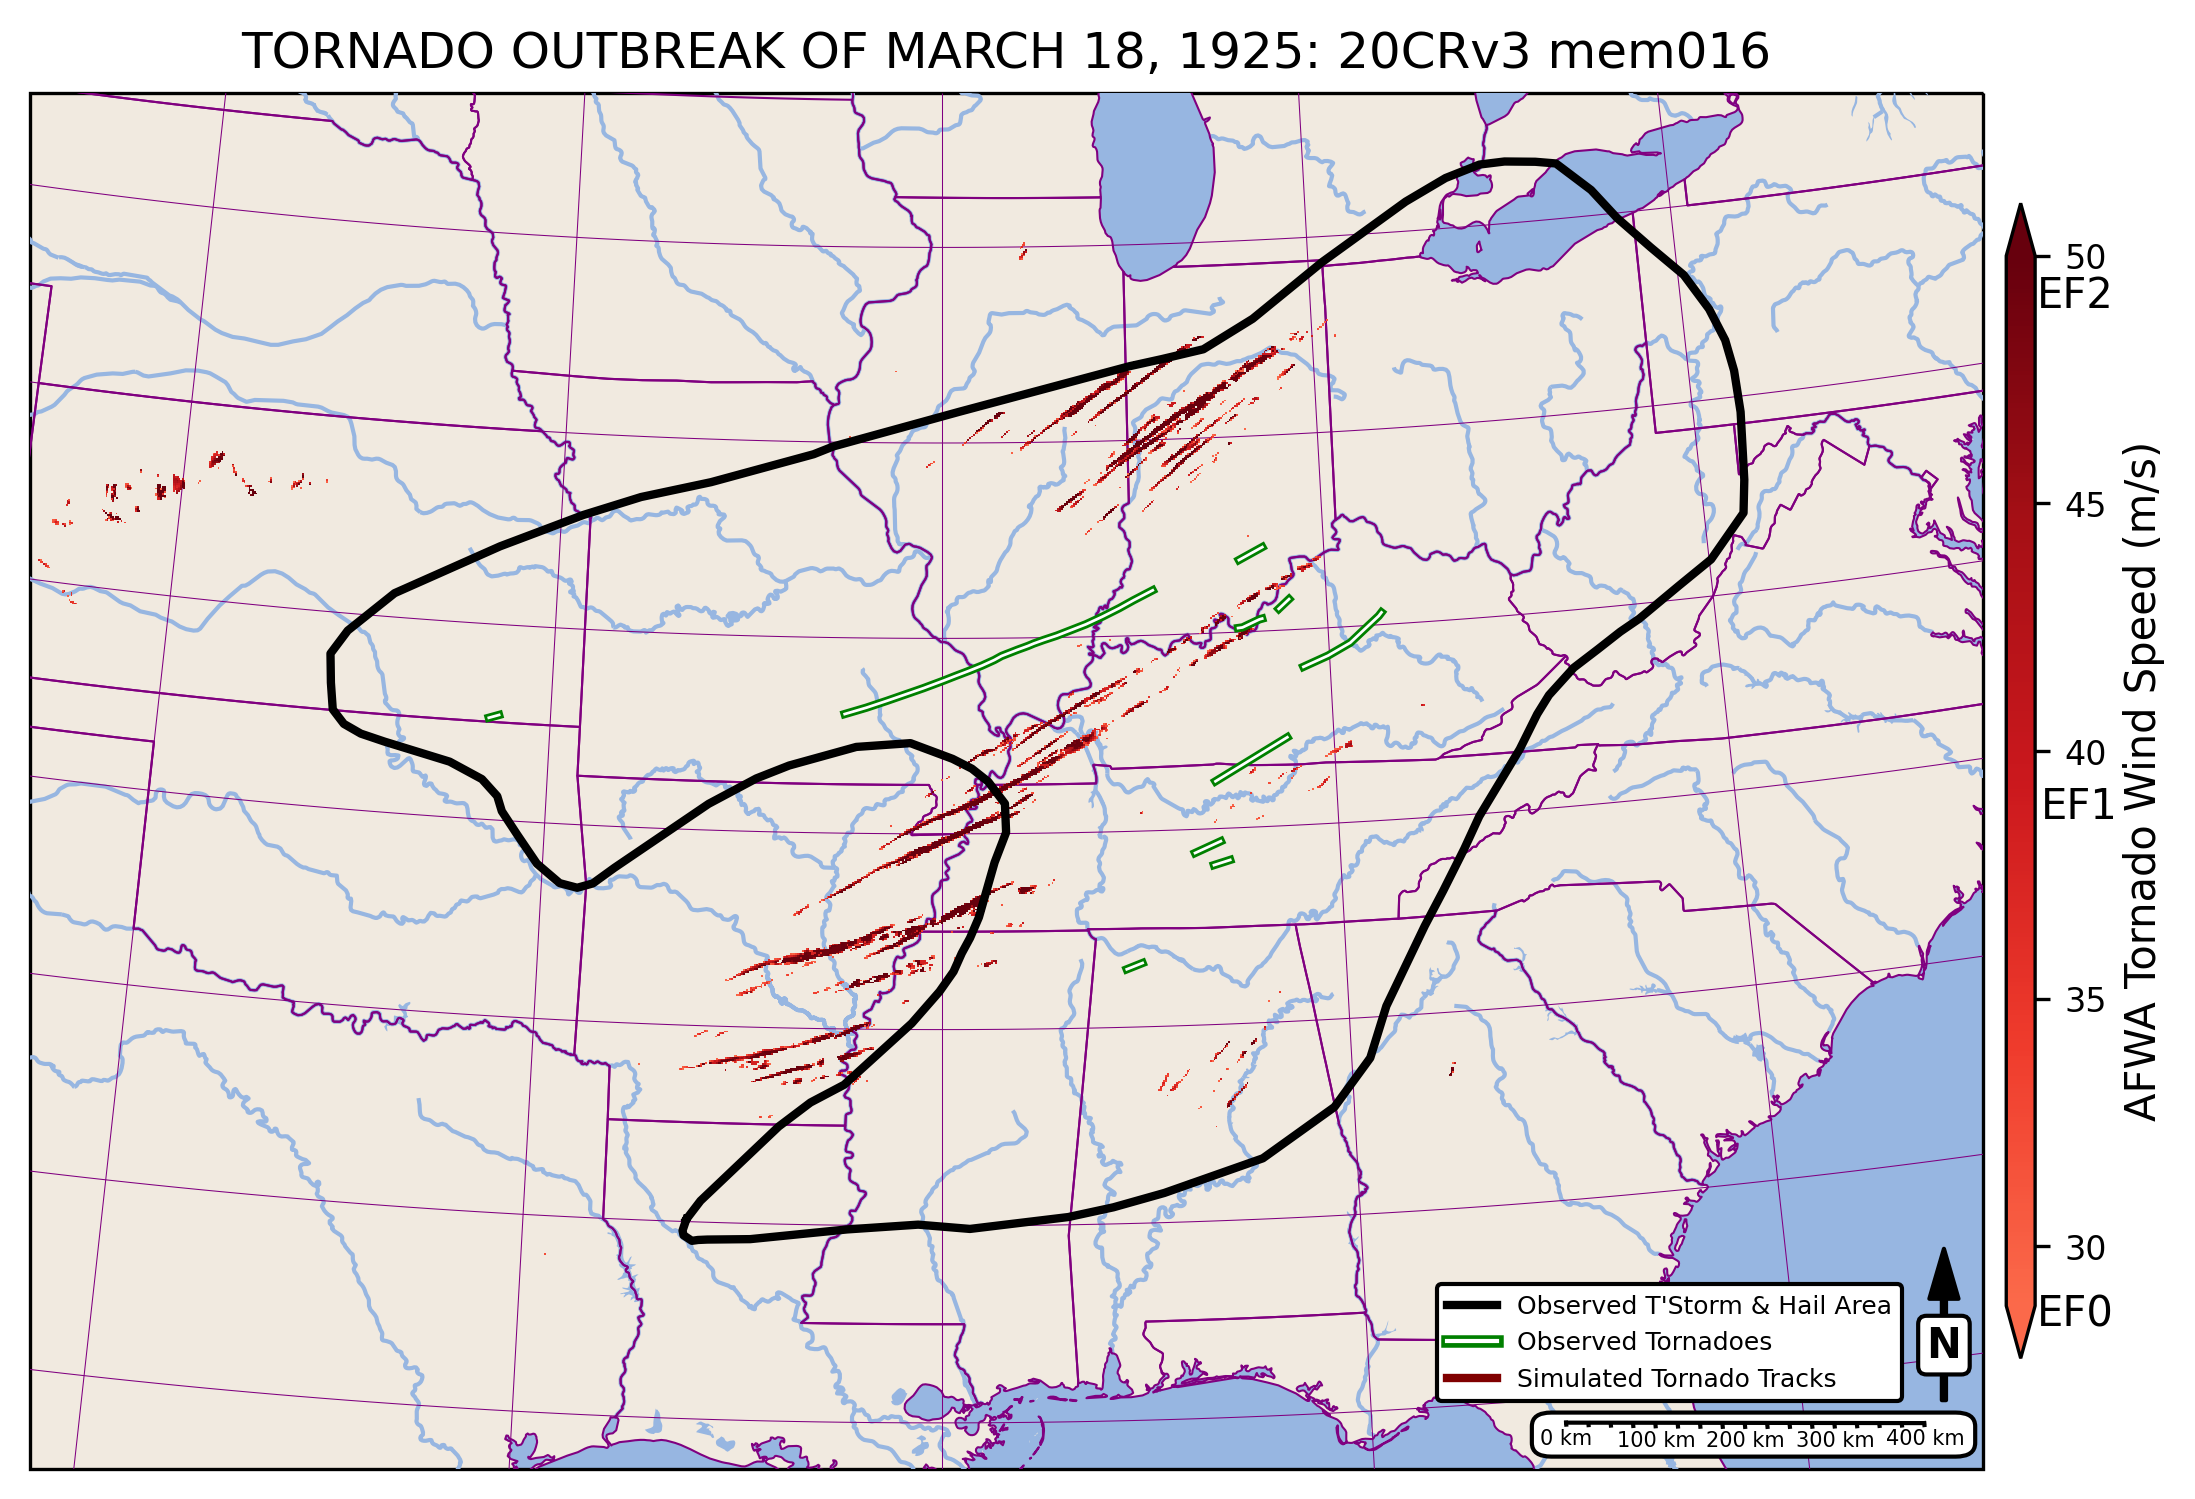 TORNADO OUTBREAK OF MARCH 18, 1925: 20CRv3 mem016
50
EF2
45
40
EF1
35
30
EF0
AFWA Tornado Wind Speed (m/s)
Observed T'Storm & Hail Area
Observed Tornadoes
Simulated Tornado Tracks
N
0 km 100 km 200 km 300 km 400 km